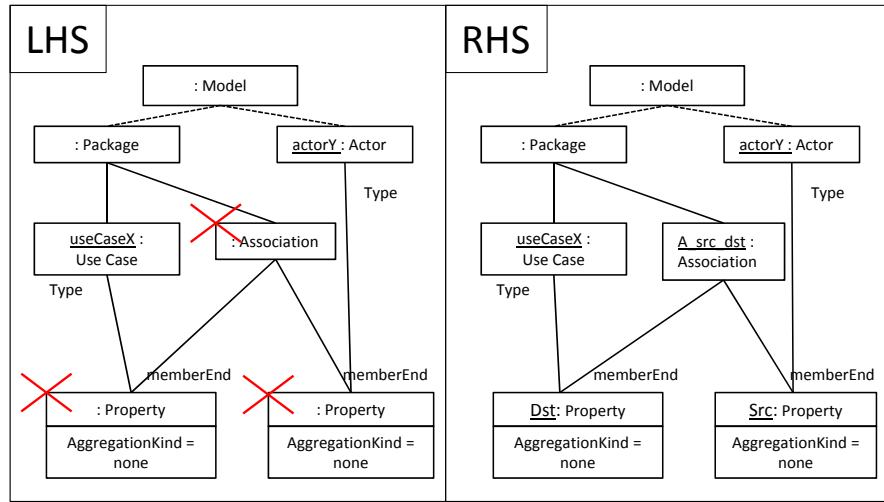 LHS
: Model
: Package
actorY : Actor
Type
useCaseX :
Use Case
: Association
Type
memberEnd
memberEnd
: Property
: Property
AggregationKind =
none
AggregationKind =
none
RHS
: Model
: Package
actorY : Actor
Type
useCaseX :
Use Case
A_src_dst :
Association
Type
memberEnd
memberEnd
Dst: Property
Src: Property
AggregationKind =
none
AggregationKind =
none